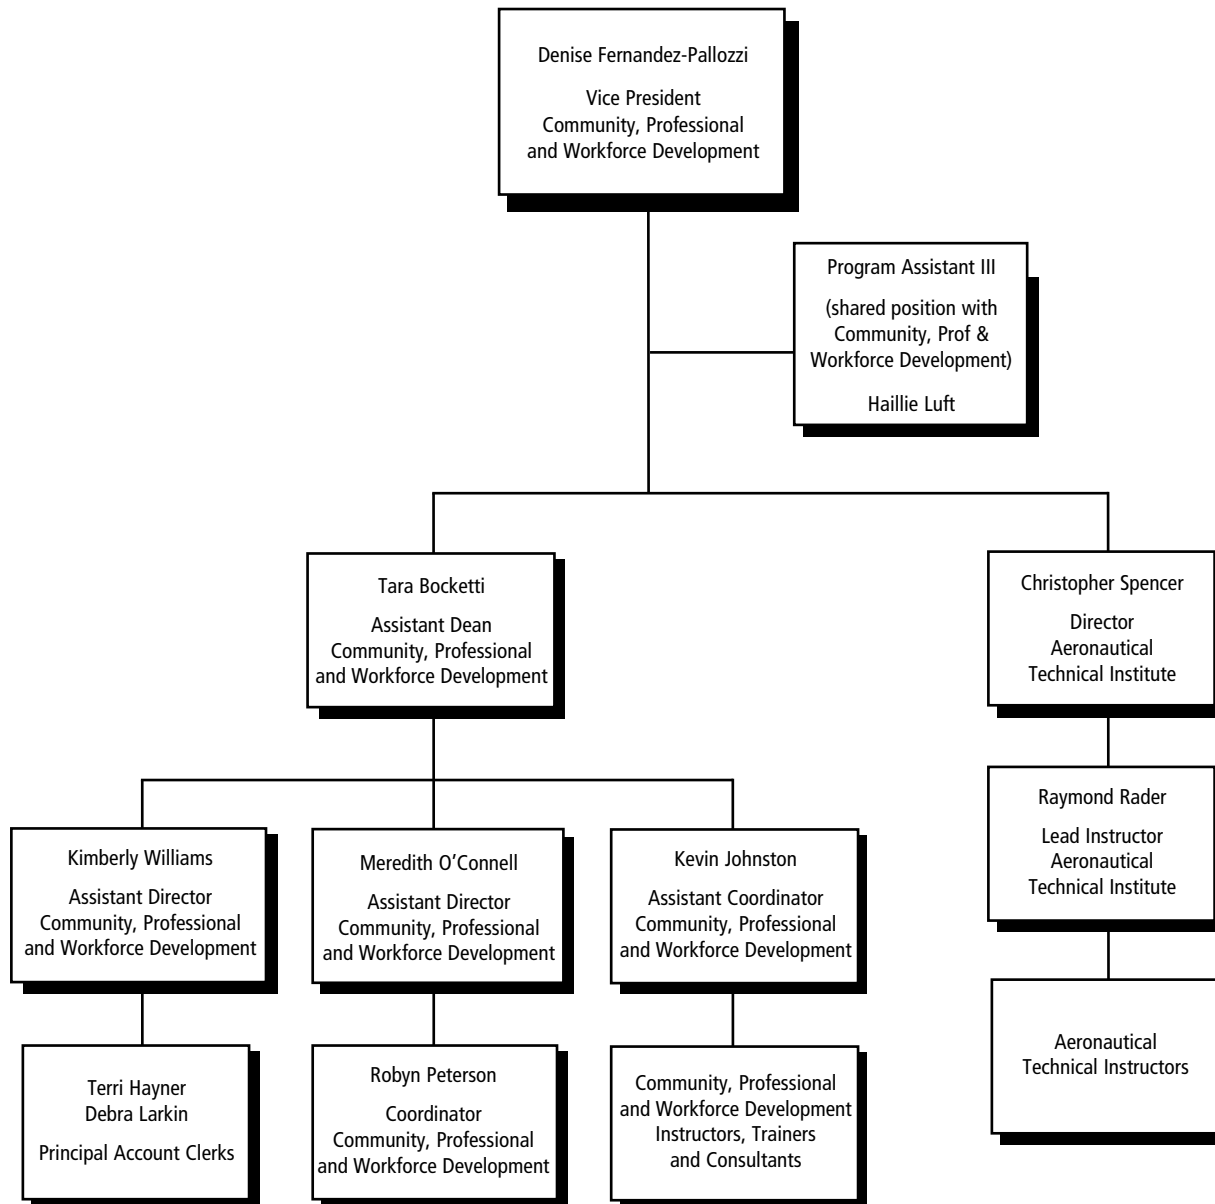 Denise Fernandez-Pallozzi
Vice President
Community, Professional
and Workforce Development
Program Assistant III
(shared position with
Community, Prof &
Workforce Development)
Haillie Luft
Tara Bocketti
Assistant Dean
Community, Professional
and Workforce Development
Christopher Spencer
Director
Aeronautical
Technical Institute
Raymond Rader
Lead Instructor
Aeronautical
Technical Institute
Kimberly Williams
Assistant Director
Community, Professional
and Workforce Development
Meredith O’Connell
Assistant Director
Community, Professional
and Workforce Development
Kevin Johnston
Assistant Coordinator
Community, Professional
and Workforce Development
Aeronautical
Technical Instructors
Terri Hayner
Debra Larkin
Principal Account Clerks
Robyn Peterson
Coordinator
Community, Professional
and Workforce Development
Community, Professional
and Workforce Development
Instructors, Trainers
and Consultants